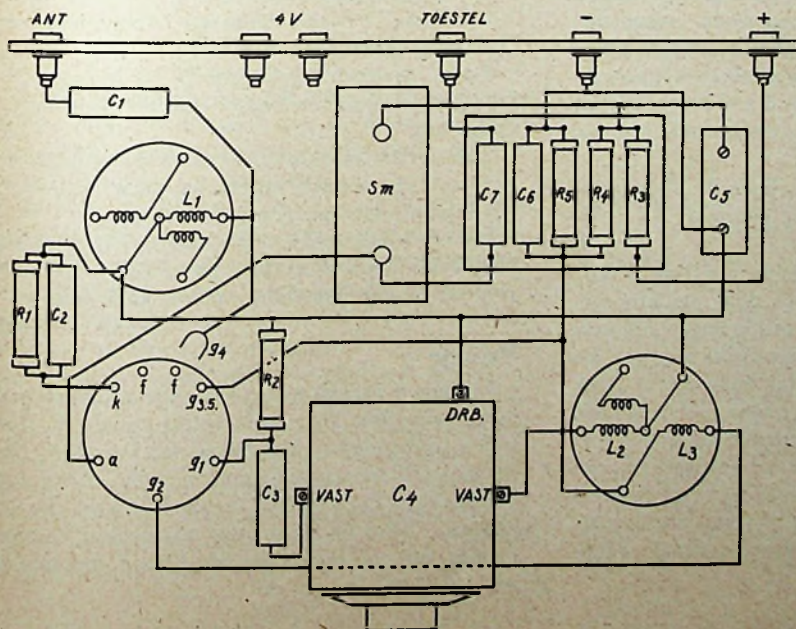 ANT 4V TOESTEL - +
C1
L1
Sm
C7 C6 R5 R4 R3 C5
R1 C2
g4
R2
k f f g3.5.
DRB.
a g1
g2
C3
VAST C4 VAST
L2 L3